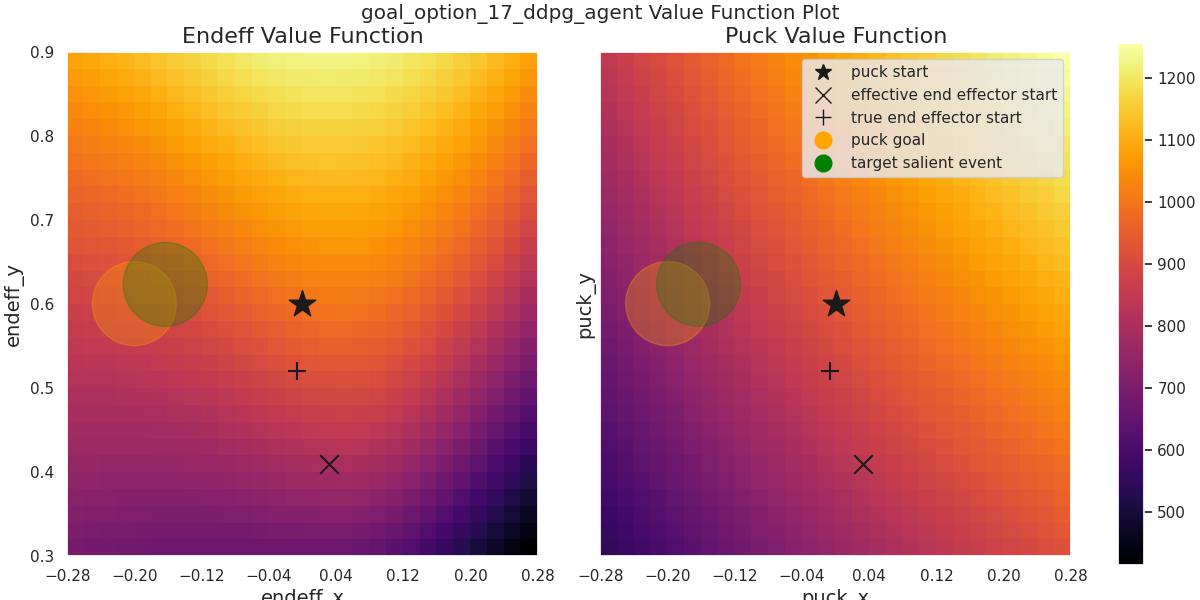 goal_option_17_ddpg_agent Value Function Plot
Endeff Value Function
Puck Value Function
puck start
effective end effector start
true end effector start
puck goal
target salient event
endeff_y
0.9
0.8
0.7
0.6
0.5
0.4
0.3
−0.28 −0.20 −0.12 −0.04 0.04 0.12 0.20 0.28
endeff_x
puck_y
−0.28 −0.20 −0.12 −0.04 0.04 0.12 0.20 0.28
puck_x
1200
1100
1000
900
800
700
600
500